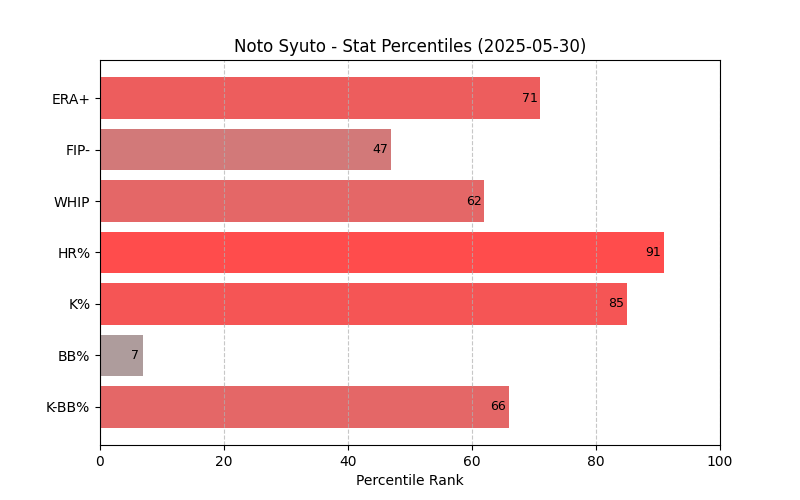 Noto Syuto - Stat Percentiles (2025-05-30)
ERA+ 71
FIP- 47
WHIP 62
HR% 91
K% 85
BB% 7
K-BB% 66
0 20 40 60 80 100
Percentile Rank